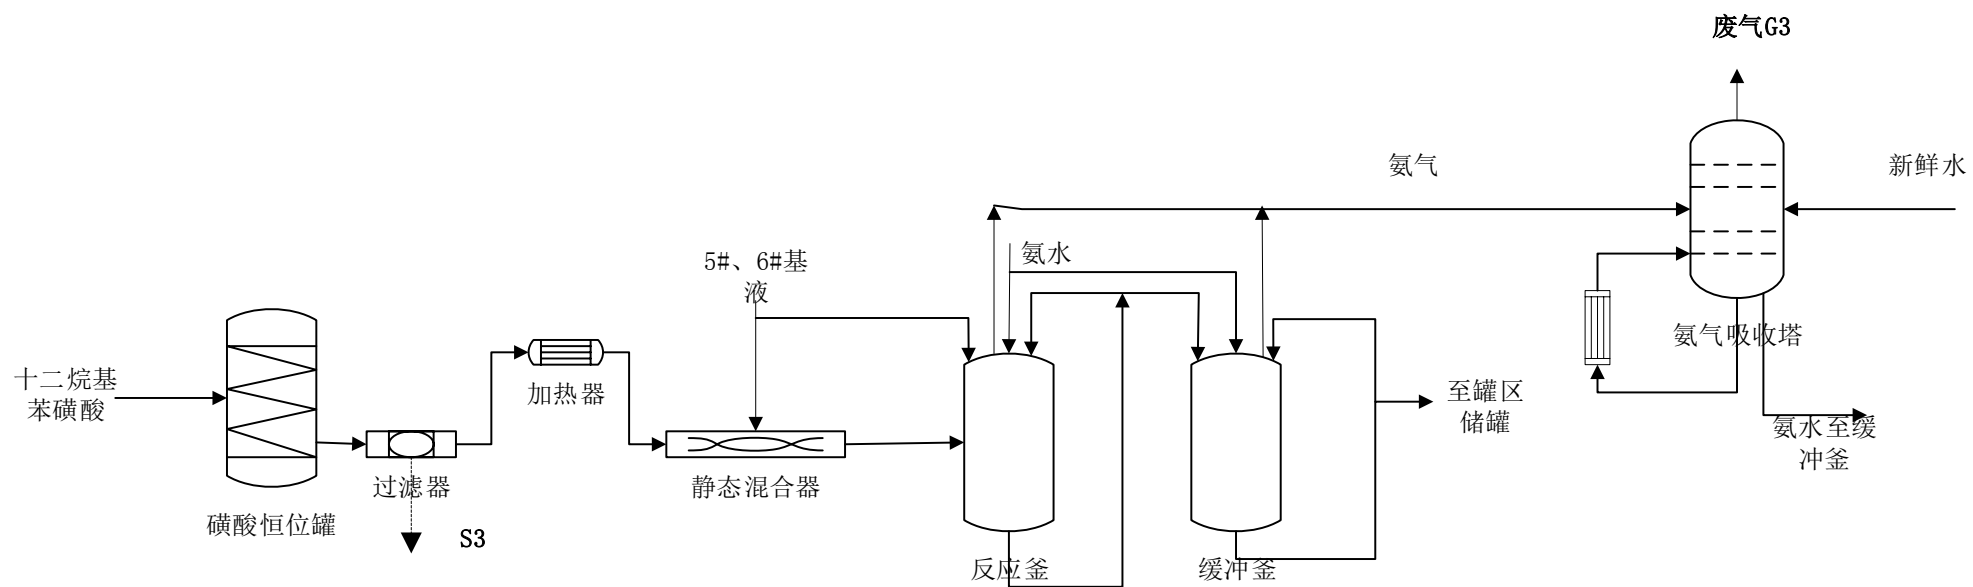 废气G3
氨气
新鲜水
氨水
5#、6#基
液
氨气吸收塔
十二烷基
苯磺酸
加热器
至罐区
储罐
氨水至缓
冲釜
过滤器
静态混合器
磺酸恒位罐
S3
反应釜
缓冲釜